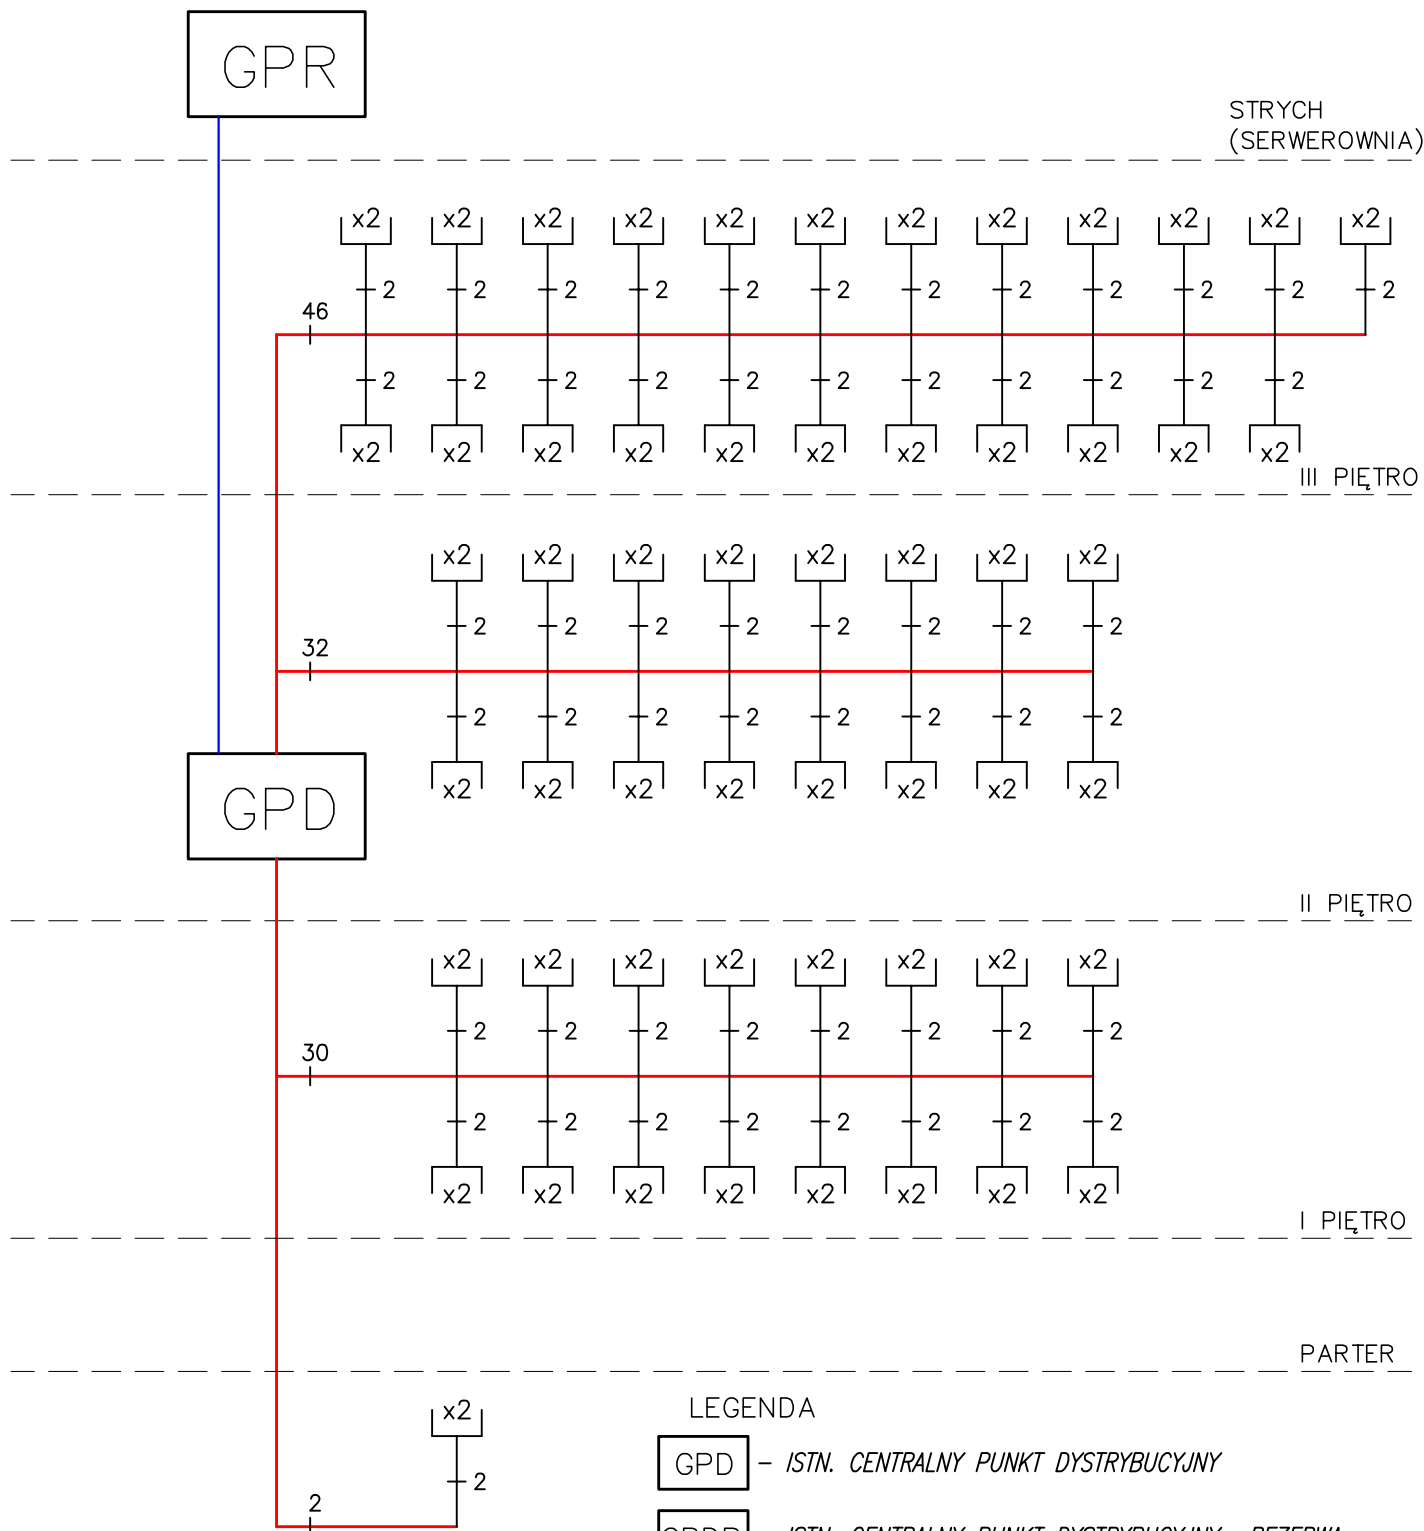 GPR
STRYCH
(SERWEROWNIA)
x2 x2 x2 x2 x2 x2 x2 x2 x2 x2 x2 x2
2 2 2 2 2 2 2 2 2 2 2 2
46
2 2 2 2 2 2 2 2 2 2 2
x2 x2 x2 x2 x2 x2 x2 x2 x2 x2 x2
III PIĘTRO
x2 x2 x2 x2 x2 x2 x2 x2
2 2 2 2 2 2 2 2
32
2 2 2 2 2 2 2 2
x2 x2 x2 x2 x2 x2 x2 x2
GPD
II PIĘTRO
x2 x2 x2 x2 x2 x2 x2 x2
2 2 2 2 2 2 2 2
30
2 2 2 2 2 2 2 2
x2 x2 x2 x2 x2 x2 x2 x2
I PIĘTRO
PARTER
x2
LEGENDA
GPD – ISTN. CENTRALNY PUNKT DYSTRYBUCYJNY
2
2
ISTN. CENTRALNY PUNKT DYSTRYBUCYJNY REZERWA